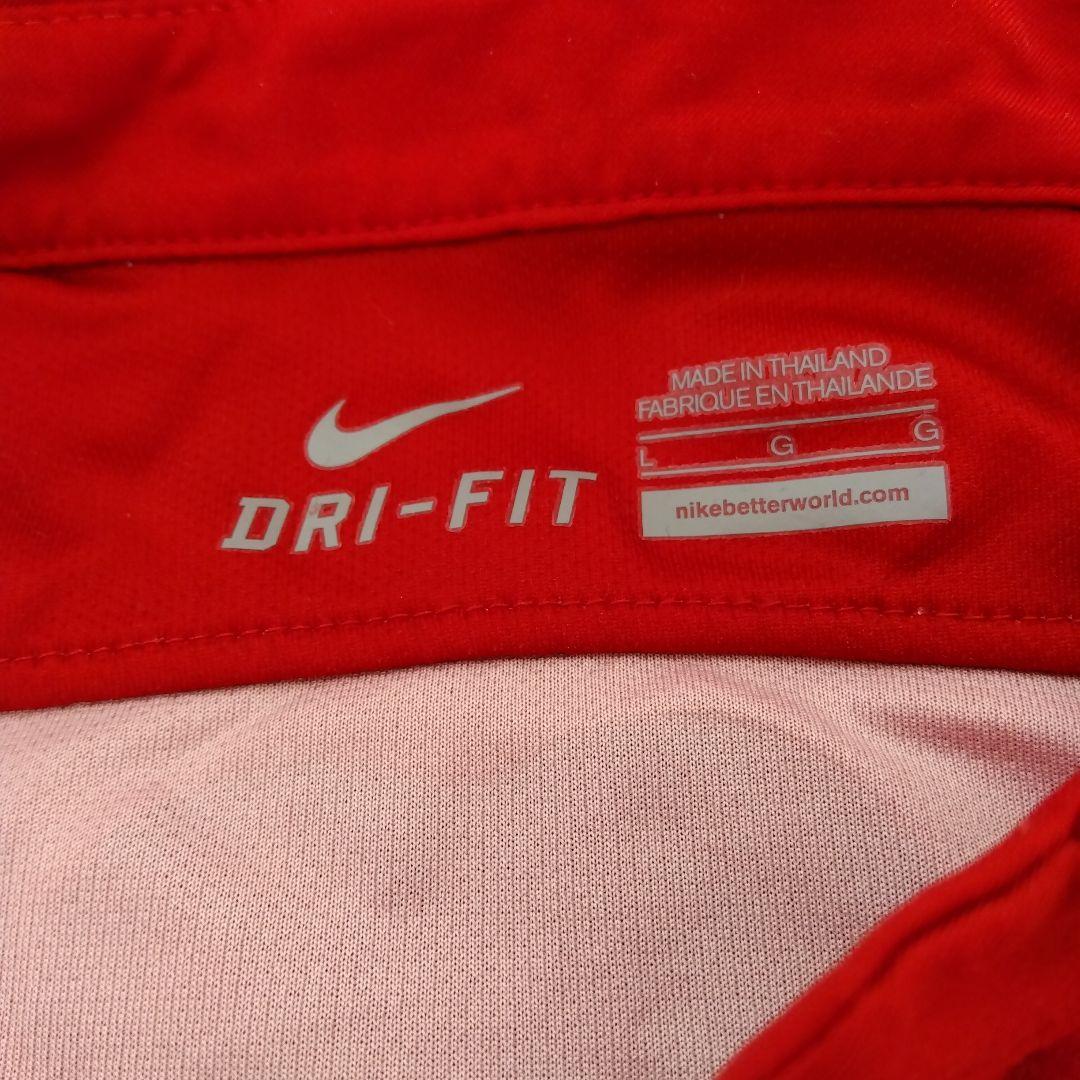 DRI-FIT
MADE IN THAILAND
FABRIQUE EN THAILANDE
L G G
nikebetterworld.com